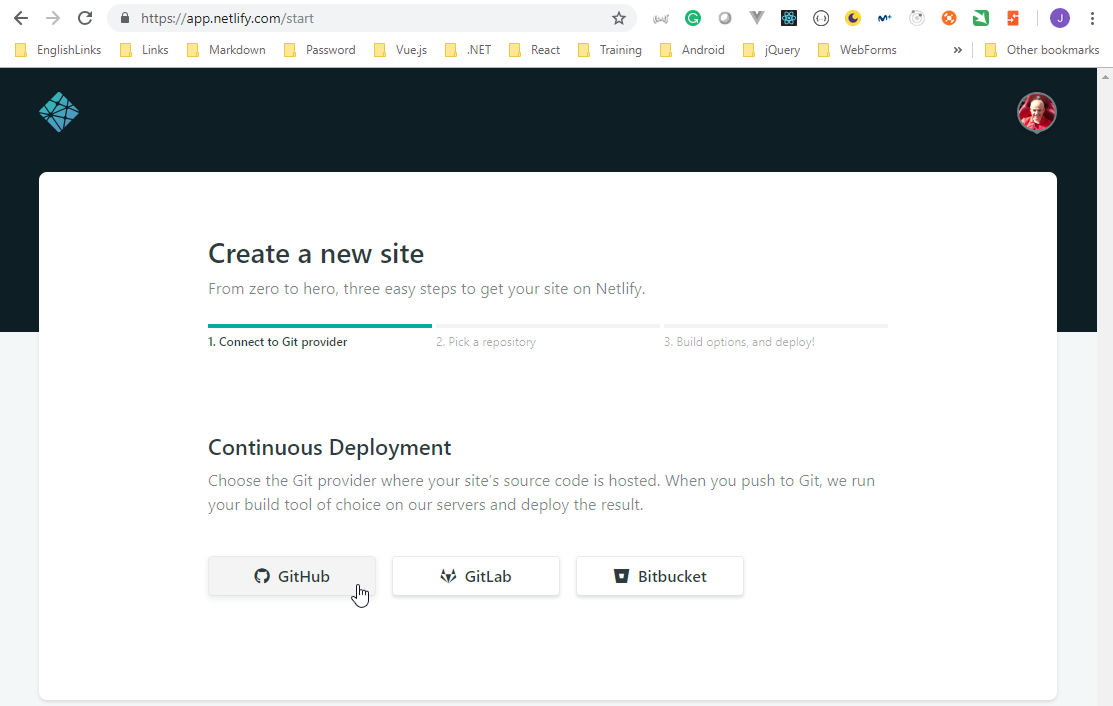 https://app.netlify.com/start
J
EnglishLinks Links Markdown Password Vue.js .NET React Training Android jQuery WebForms » Other bookmarks
Create a new site
From zero to hero, three easy steps to get your site on Netlify.
1. Connect to Git provider 2. Pick a repository 3. Build options, and deploy!
Continuous Deployment
Choose the Git provider where your site's source code is hosted. When you push to Git, we run
your build tool of choice on our servers and deploy the result.
GitHub GitLab Bitbucket